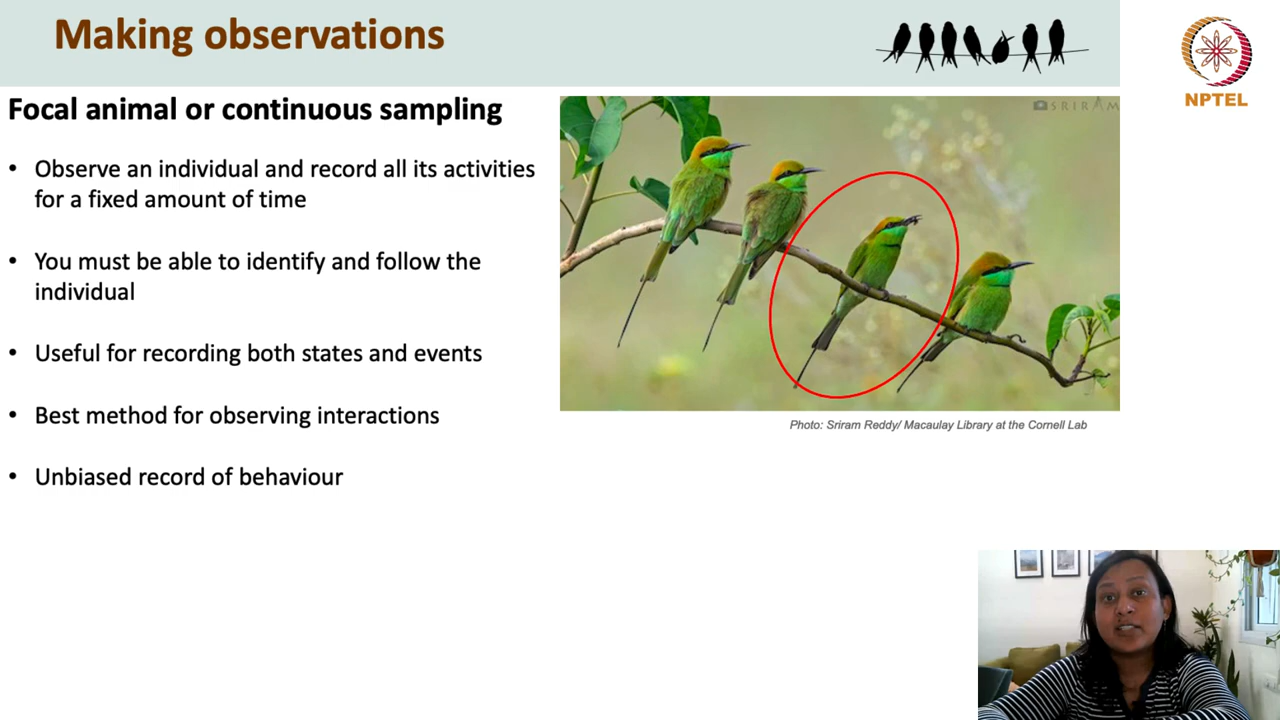 Making observations
NPTEL
Focal animal or continuous sampling
SRIRAM
• Observe an individual and record all its activities
for a fixed amount of time
• You must be able to identify and follow the
individual
• Useful for recording both states and events
• Best method for observing interactions
• Unbiased record of behaviour
Photo: Sriram Reddy/ Macaulay Library at the Cornell Lab